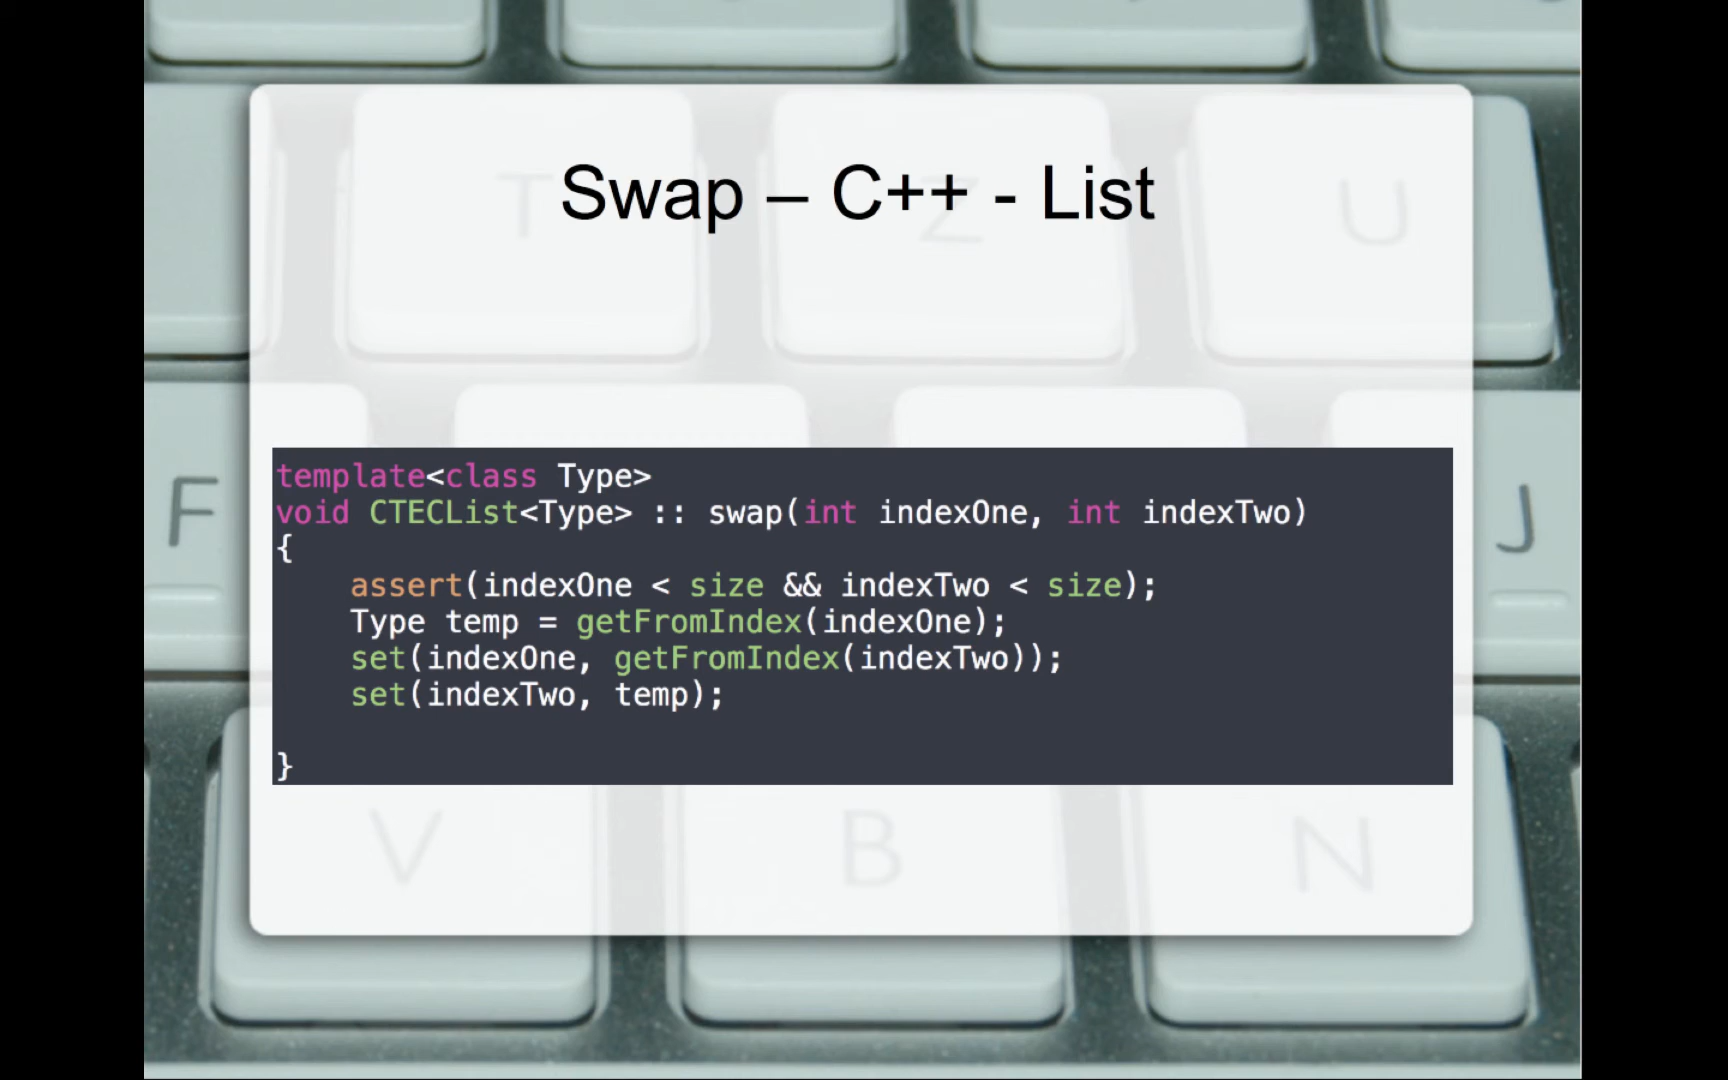 Swap – C++ - List
template<class Type>
void CTECList<Type> :: swap(int indexOne, int indexTwo)
{
    assert(indexOne < size && indexTwo < size);
    Type temp = getFromIndex(indexOne);
    set(indexOne, getFromIndex(indexTwo));
    set(indexTwo, temp);
}
T Z U
F J
V B N